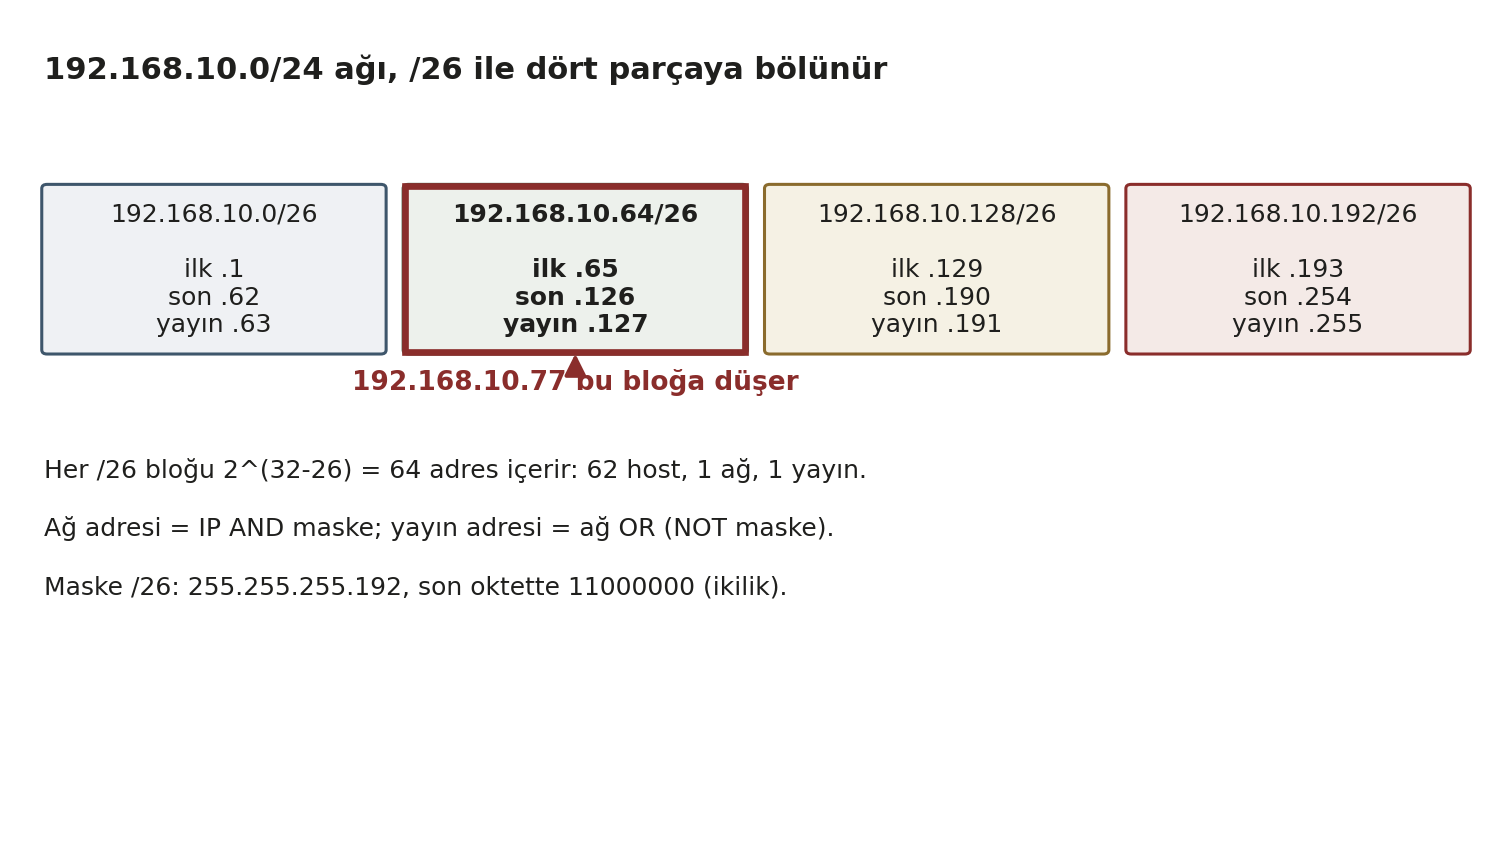 192.168.10.0/24 ağı, /26 ile dört parçaya bölünür
192.168.10.0/26
ilk .1
son .62
yayın .63
192.168.10.64/26
ilk .65
son .126
yayın .127
192.168.10.128/26
ilk .129
son .190
yayın .191
192.168.10.192/26
ilk .193
son .254
yayın .255
192.168.10.77 bu bloğa düşer
Her /26 bloğu 2^(32-26) = 64 adres içerir: 62 host, 1 ağ, 1 yayın.
Ağ adresi = IP AND maske; yayın adresi = ağ OR (NOT maske).
Maske /26: 255.255.255.192, son oktette 11000000 (ikilik).